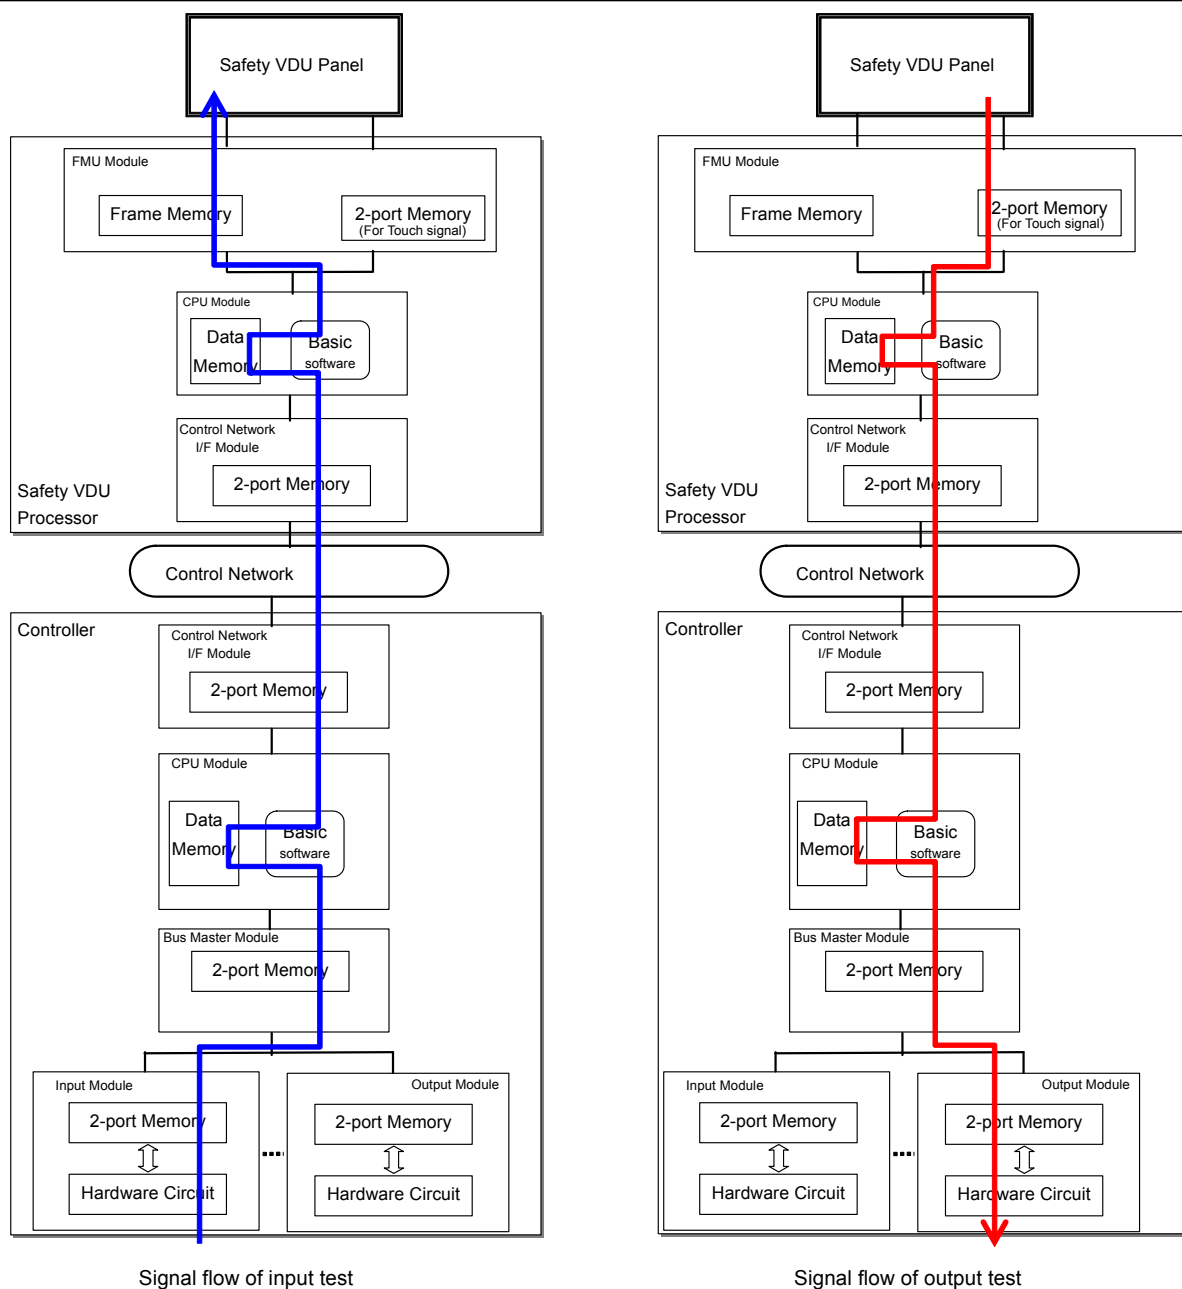 Safety VDU Panel
FMU Module
Frame Memory
2-port Memory
(For Touch signal)
CPU Module
Data
Memory
Basic
software
Control Network
I/F Module
2-port Memory
Safety VDU
Processor
Control Network
Controller
Control Network
I/F Module
2-port Memory
CPU Module
Data
Memory
Basic
software
Bus Master Module
2-port Memory
Input Module
2-port Memory
Hardware Circuit
Output Module
2-port Memory
Hardware Circuit
Signal flow of input test
Safety VDU Panel
FMU Module
Frame Memory
2-port Memory
(For Touch signal)
CPU Module
Data
Memory
Basic
software
Control Network
I/F Module
2-port Memory
Safety VDU
Processor
Control Network
Controller
Control Network
I/F Module
2-port Memory
CPU Module
Data
Memory
Basic
software
Bus Master Module
2-port Memory
Input Module
2-port Memory
Hardware Circuit
Output Module
2-port Memory
Hardware Circuit
Signal flow of output test